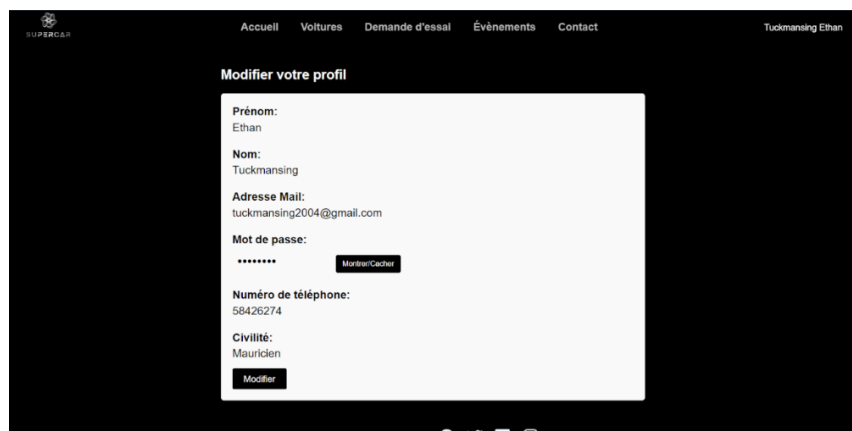 SUPERCAR
Accueil Voitures Demande d'essai Évènements Contact
Tuckmansing Ethan
Modifier votre profil
Prénom:
Ethan
Nom:
Tuckmansing
Adresse Mail:
tuckmansing2004@gmail.com
Mot de passe:
••••••••
Montrer/Cacher
Numéro de téléphone:
58426274
Civilité:
Mauricien
Modifier